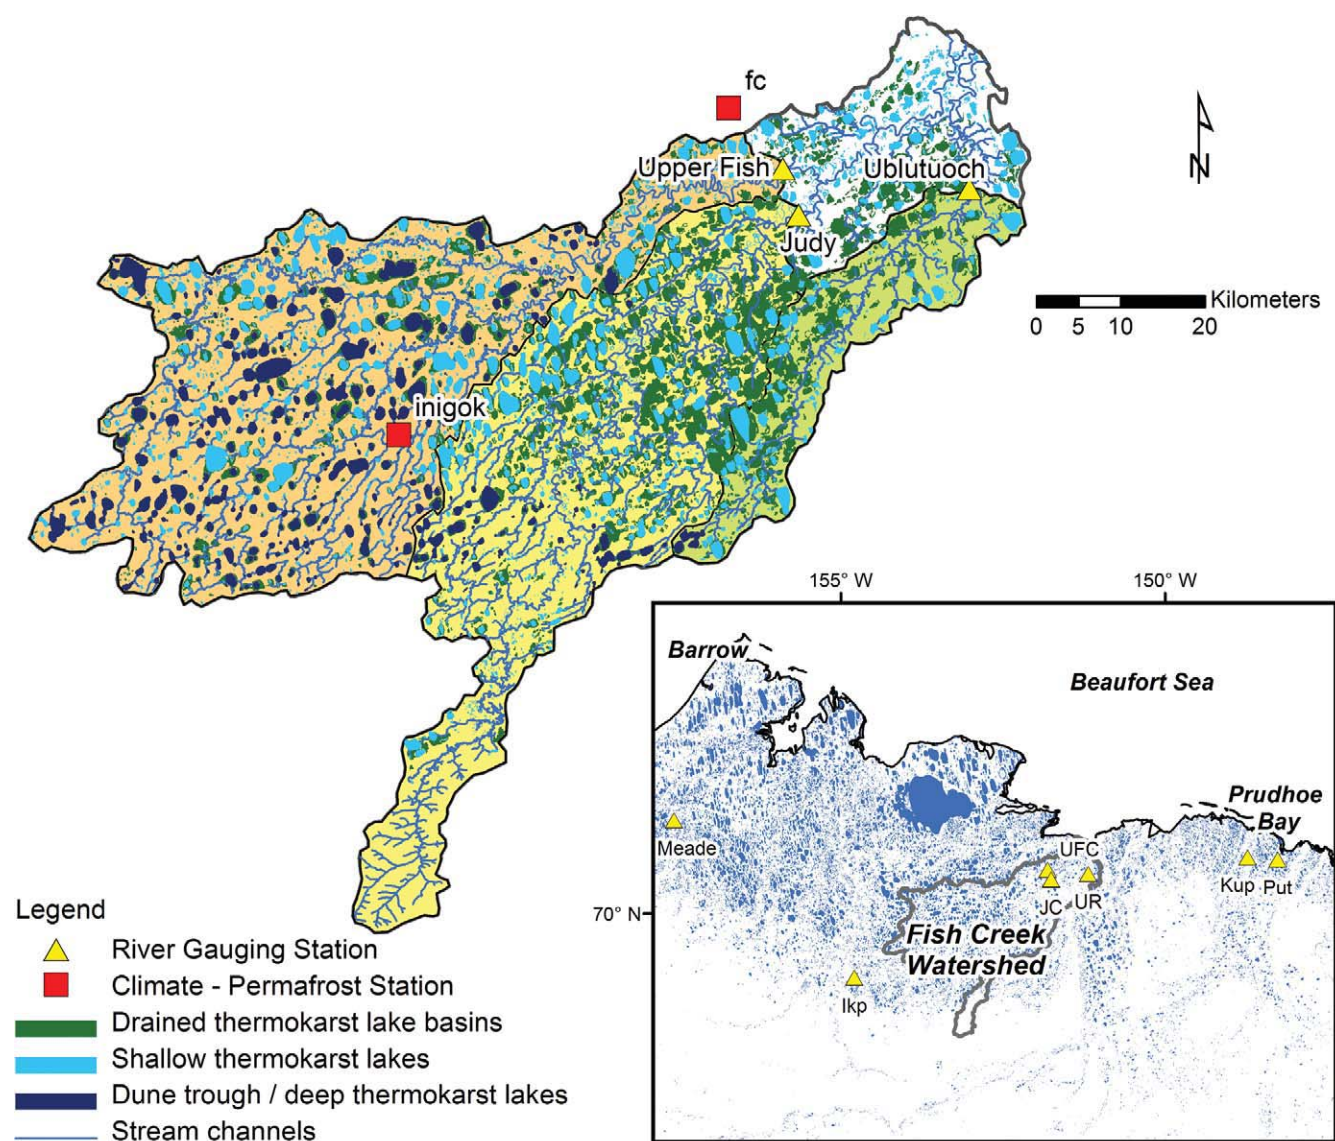 fc
Upper Fish
Ublutuoch
Judy
N
Kilometers
0 5 10 20
inigok
155° W 150° W
Barrow
Beaufort Sea
Prudhoe
Bay
Meade
UFC
Kup Put
JC UR
70° N
Fish Creek
Watershed
Ikp
Legend
River Gauging Station
Climate - Permafrost Station
Drained thermokarst lake basins
Shallow thermokarst lakes
Dune trough / deep thermokarst lakes
Stream channels